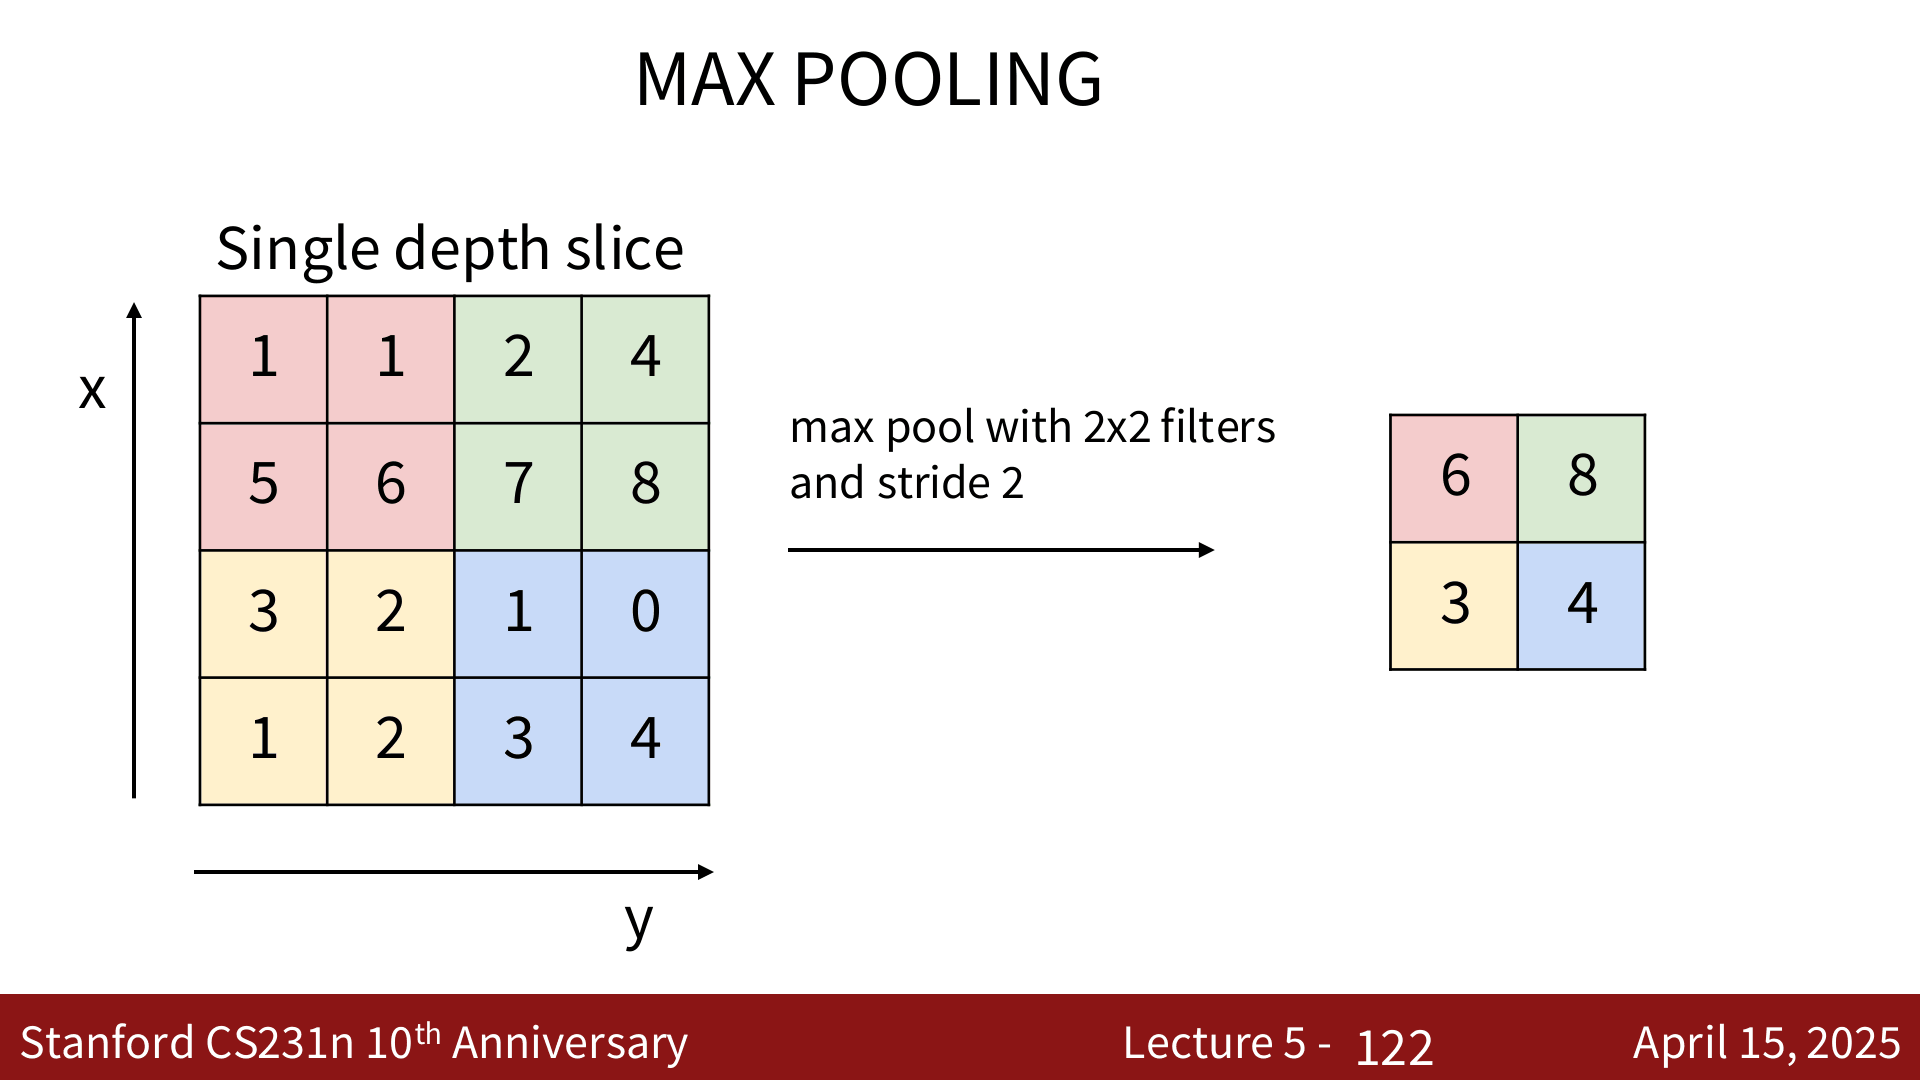 MAX POOLING
Single depth slice
x
1 1 2 4
5 6 7 8
3 2 1 0
1 2 3 4
y
max pool with 2x2 filters
and stride 2
6 8
3 4
Stanford CS231n 10th Anniversary
Lecture 5 - 122
April 15, 2025